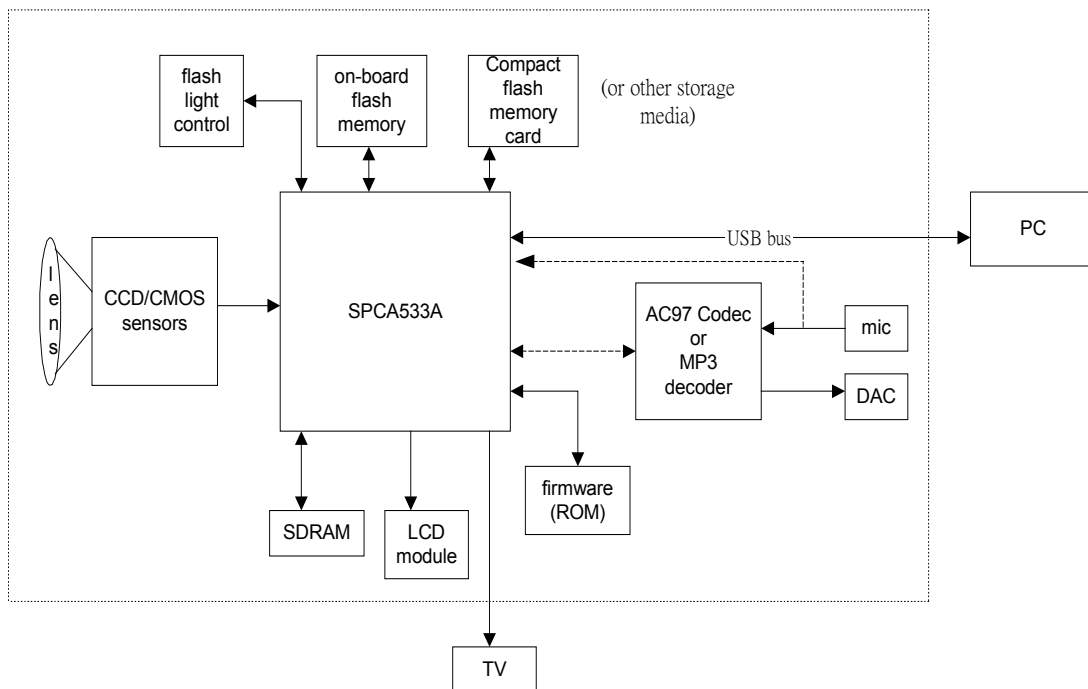 flash
light
control
on-board
flash
memory
Compact
flash
memory
card
(or other storage
media)
lens
CCD/CMOS
sensors
SPCA533A
USB bus
PC
AC97 Codec
or
MP3
decoder
mic
DAC
firmware
(ROM)
SDRAM
LCD
module
TV